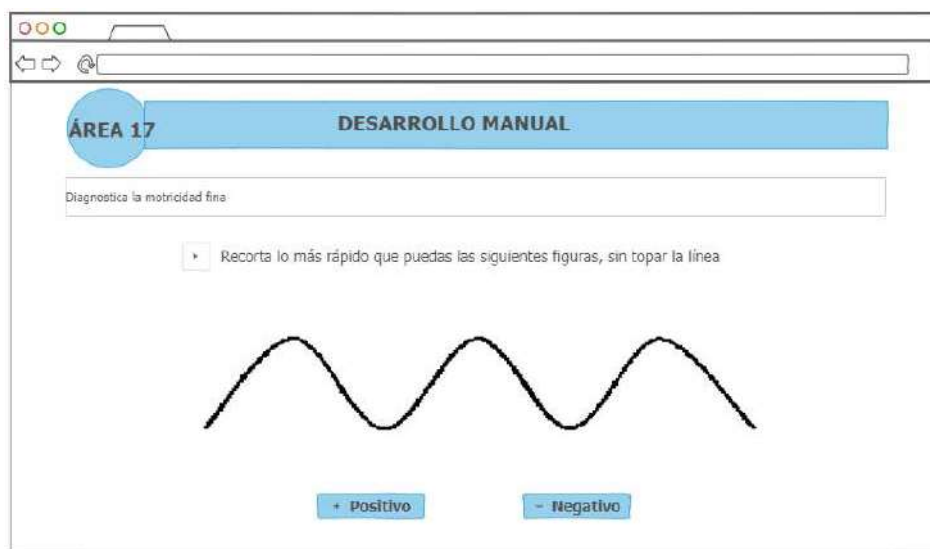 ÁREA 17
DESARROLLO MANUAL
Diagnostica la motricidad fina
Recorta lo más rápido que puedas las siguientes figuras, sin topar la línea
+ Positivo
- Negativo